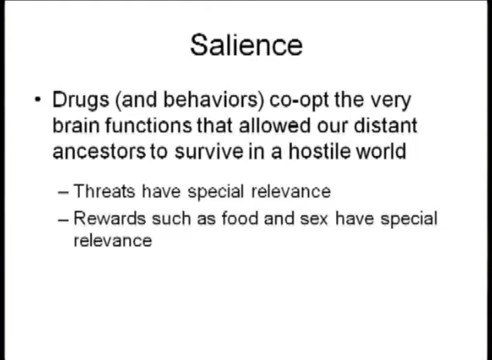 Salience
• Drugs (and behaviors) co-opt the very
brain functions that allowed our distant
ancestors to survive in a hostile world
– Threats have special relevance
– Rewards such as food and sex have special
relevance